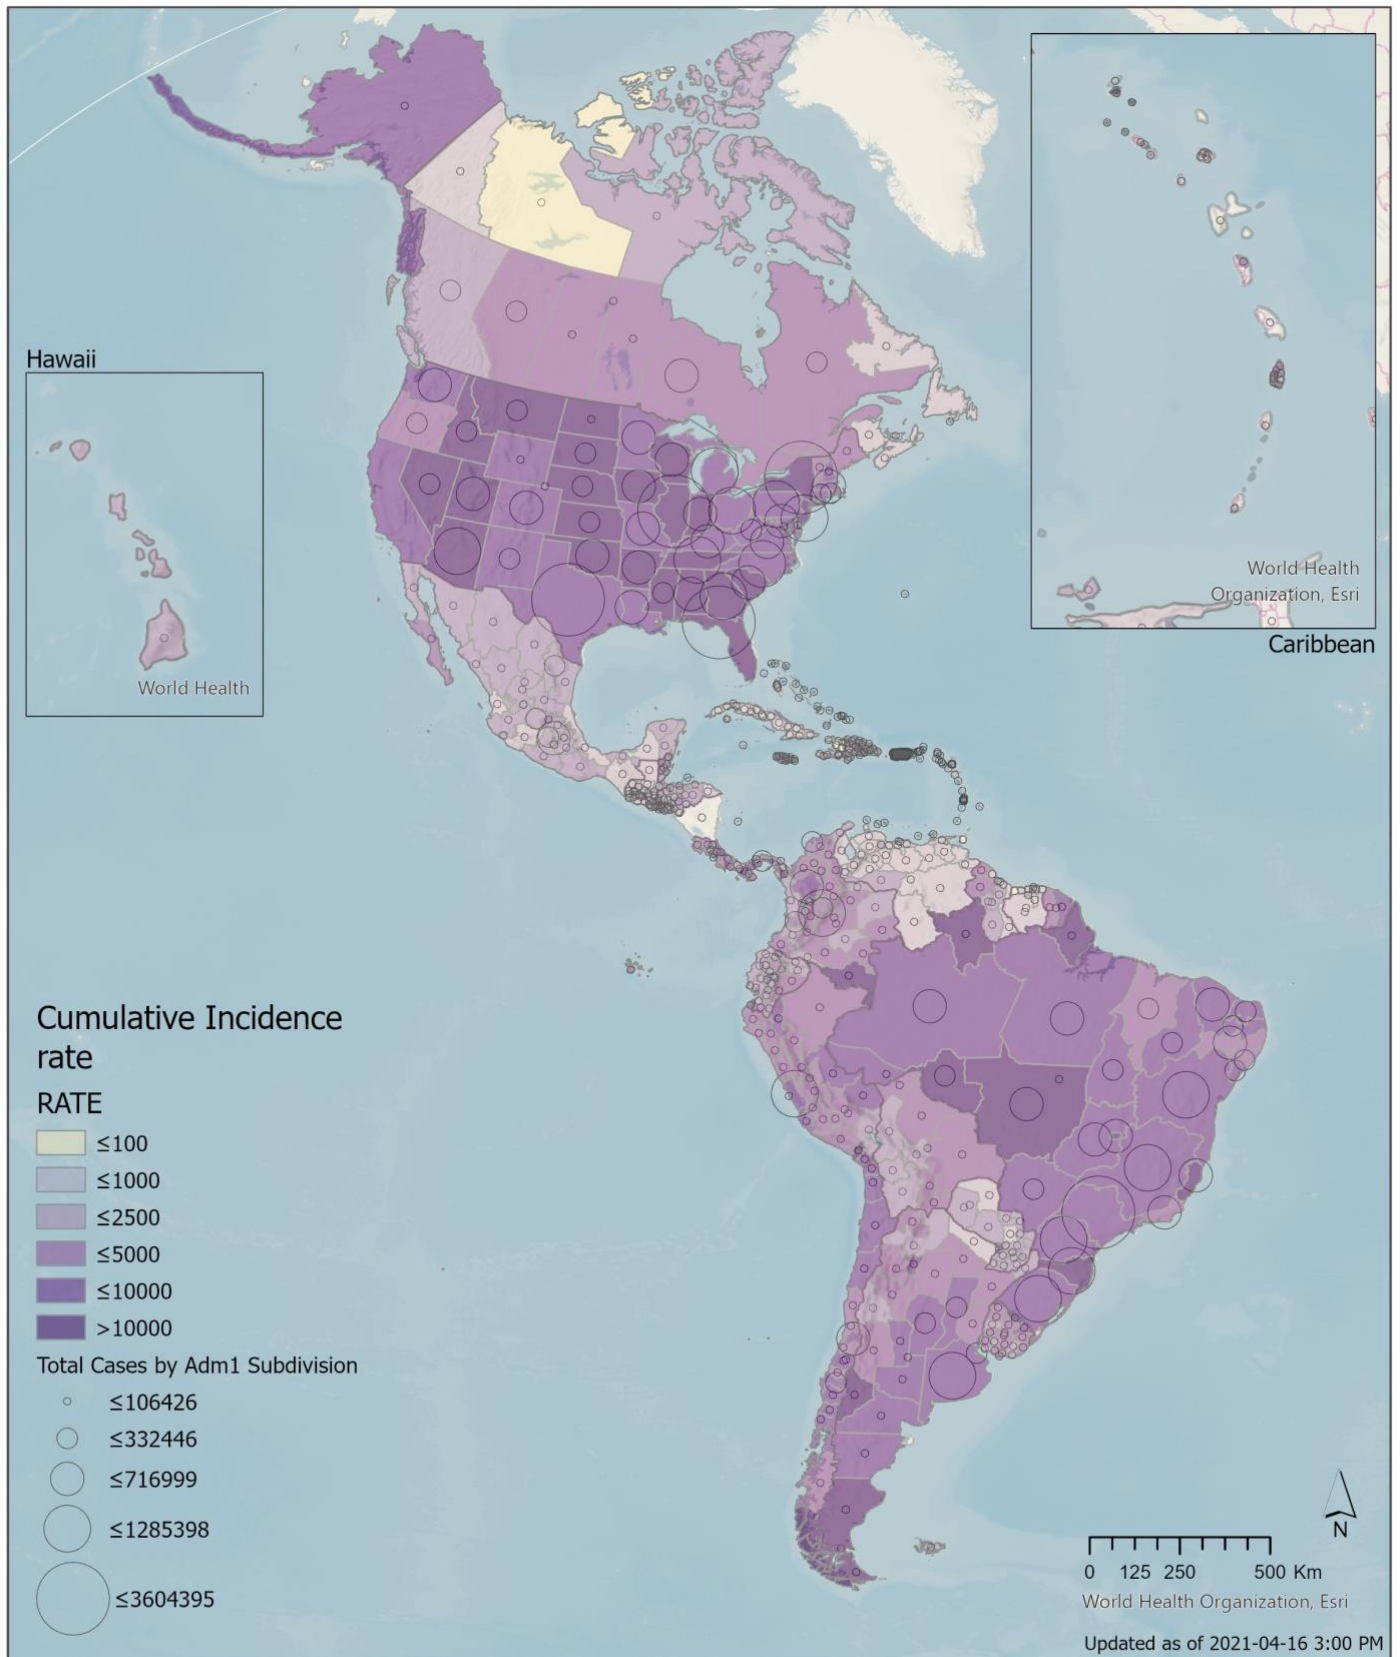 Hawaii
World Health
World Health
Organization, Esri
Caribbean
Cumulative Incidence
rate
RATE
≤100
≤1000
≤2500
≤5000
≤10000
>10000
Total Cases by Adm1 Subdivision
≤106426
≤332446
≤716999
≤1285398
≤3604395
N
0 125 250 500 Km
World Health Organization, Esri
Updated as of 2021-04-16 3:00 PM